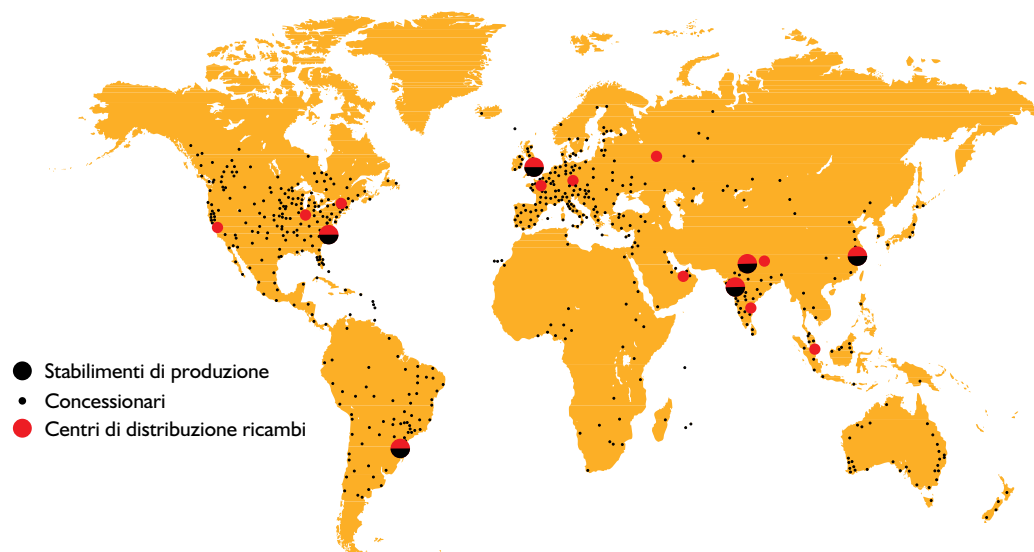 Stabilimenti di produzione
Concessionari
Centri di distribuzione ricambi